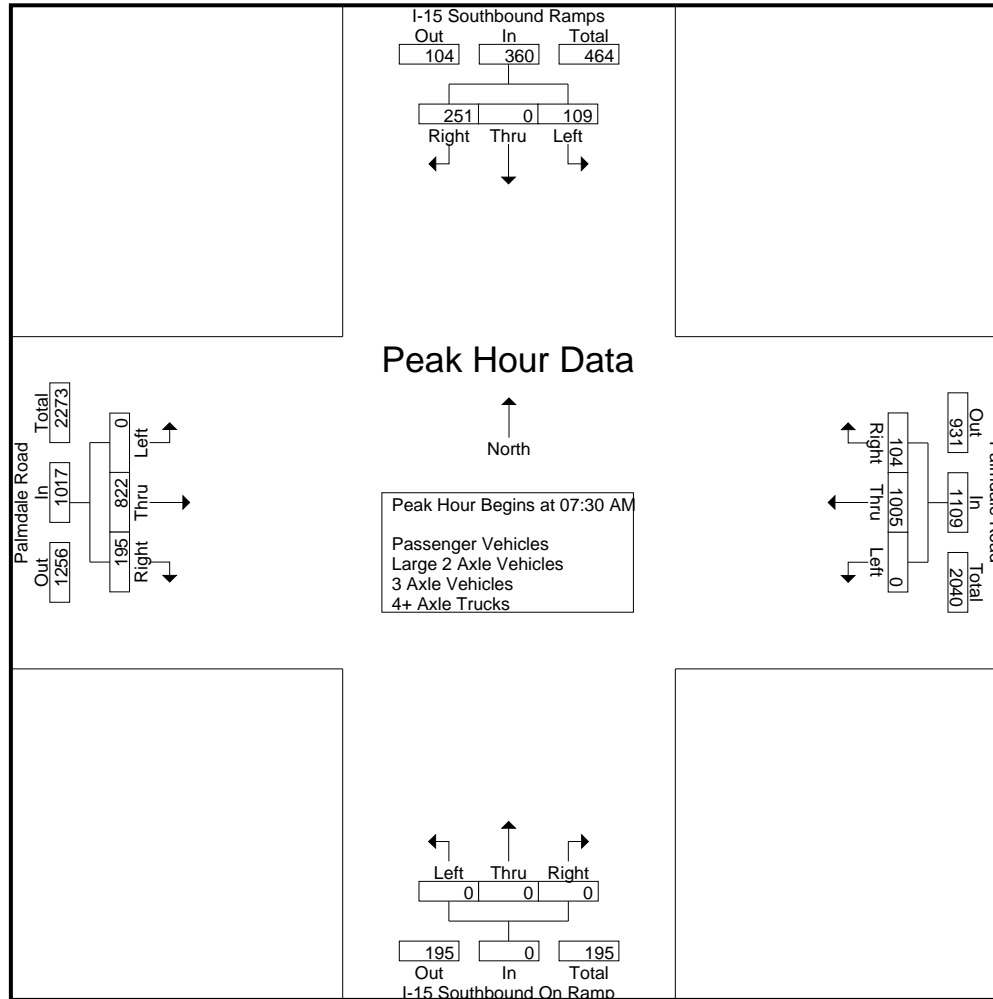 I-15 Southbound Ramps
Out In Total
104 360 464
251 0 109
Right Thru Left
Peak Hour Data
North
Peak Hour Begins at 07:30 AM
Passenger Vehicles
Large 2 Axle Vehicles
3 Axle Vehicles
4+ Axle Trucks
Palmdale Road
Out In Total
1256 1017 2273
195 822 0
Right Thru Left
Palmdale Road
Out In Total
931 1109 2040
104 1005 0
Right Thru Left
Left Thru Right
0 0 0
195 0 195
Out In Total
I-15 Southbound On Ramp